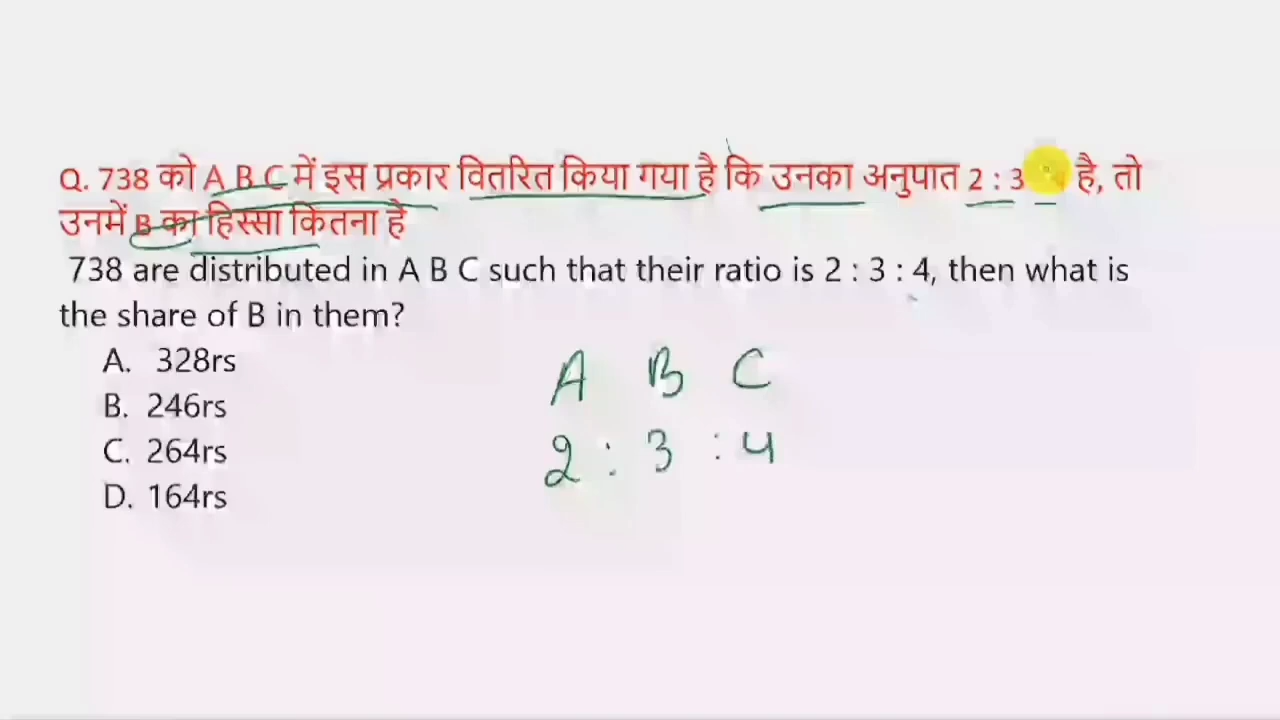 Q. 738 को A B C में इस प्रकार वितरित किया गया है कि उनका अनुपात 2 : 3 है, तो
उनमें B का हिस्सा कितना है
738 are distributed in A B C such that their ratio is 2 : 3 : 4, then what is
the share of B in them?
A. 328rs
B. 246rs
C. 264rs
D. 164rs
A B C
2 : 3 : 4